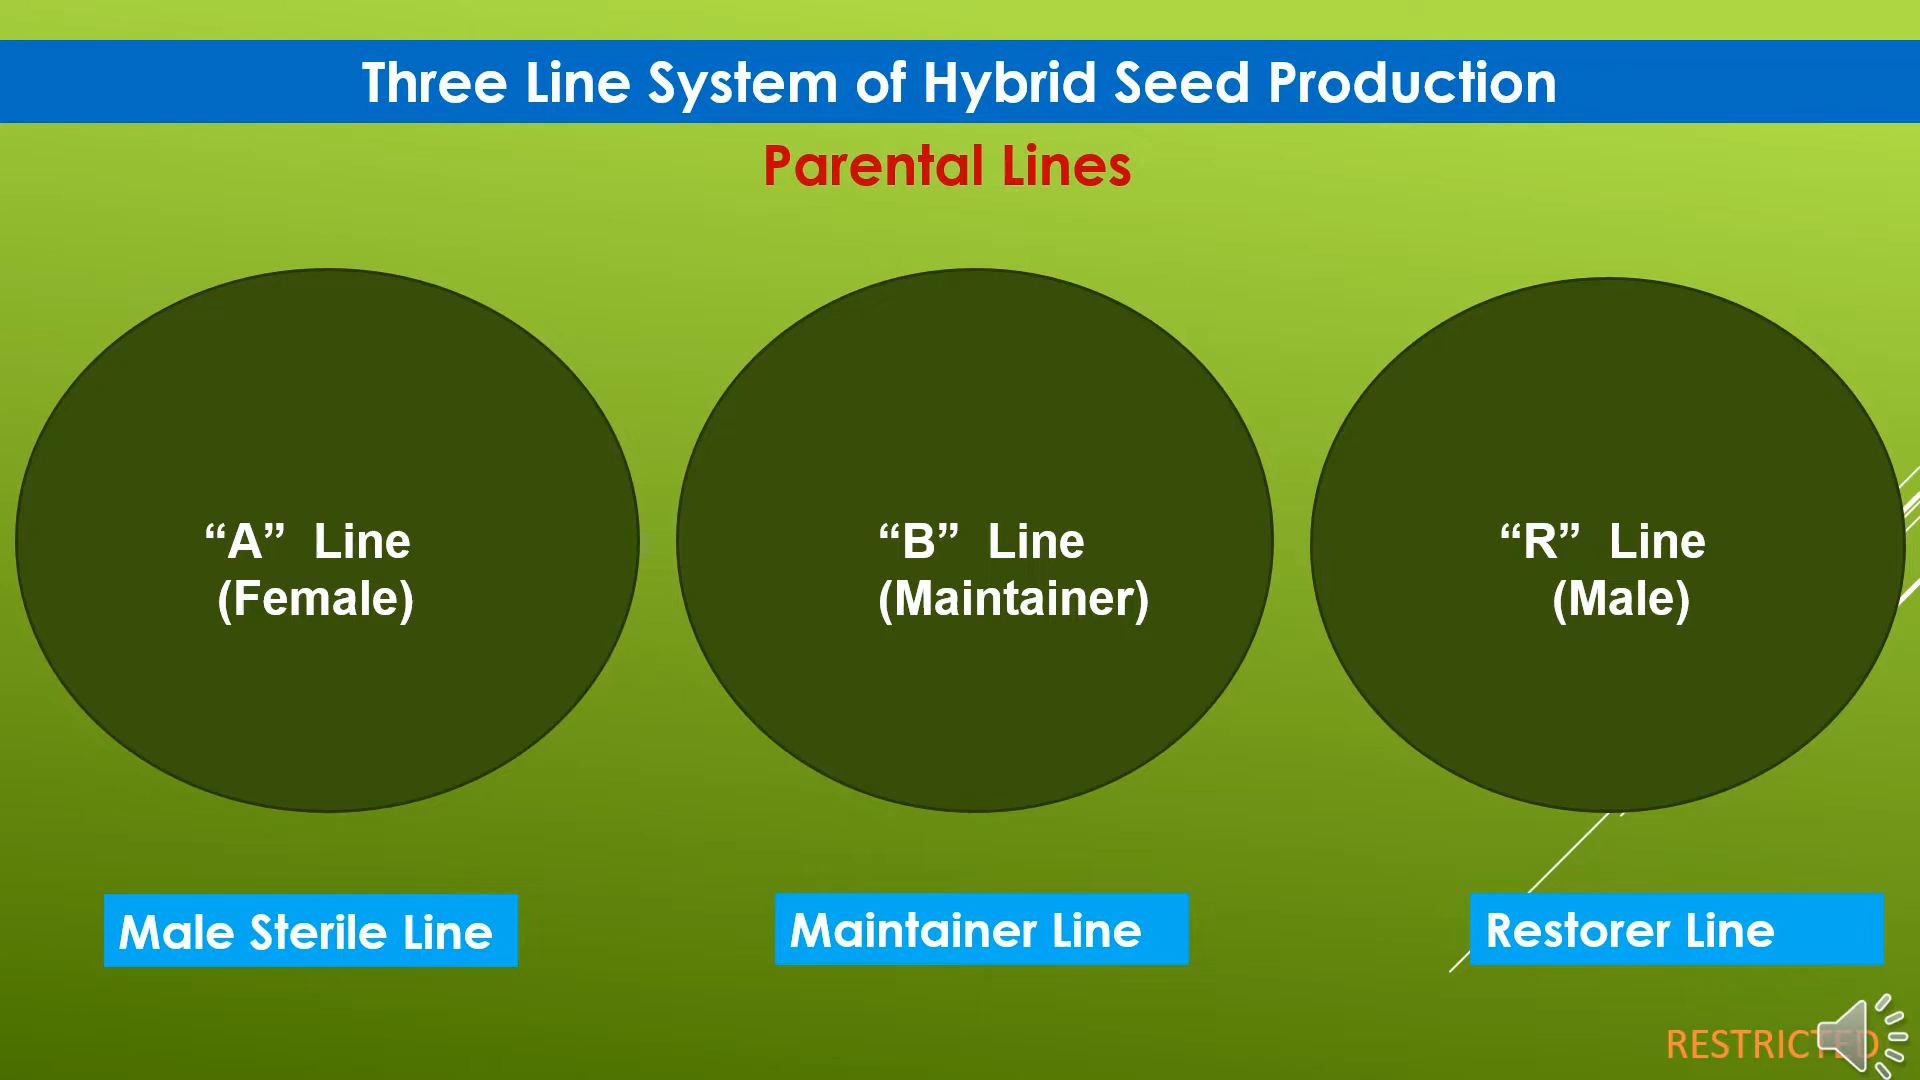 Three Line System of Hybrid Seed Production
Parental Lines
“A” Line
(Female)
“B” Line
(Maintainer)
“R” Line
(Male)
Male Sterile Line
Maintainer Line
Restorer Line
RESTRICTED